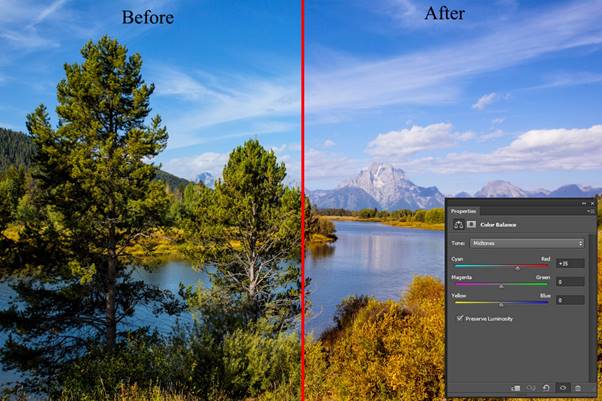 Before
After
Properties
Color Balance
Tone: Midtones
Cyan Red +35
Magenta Green 0
Yellow Blue 0
Preserve Luminosity